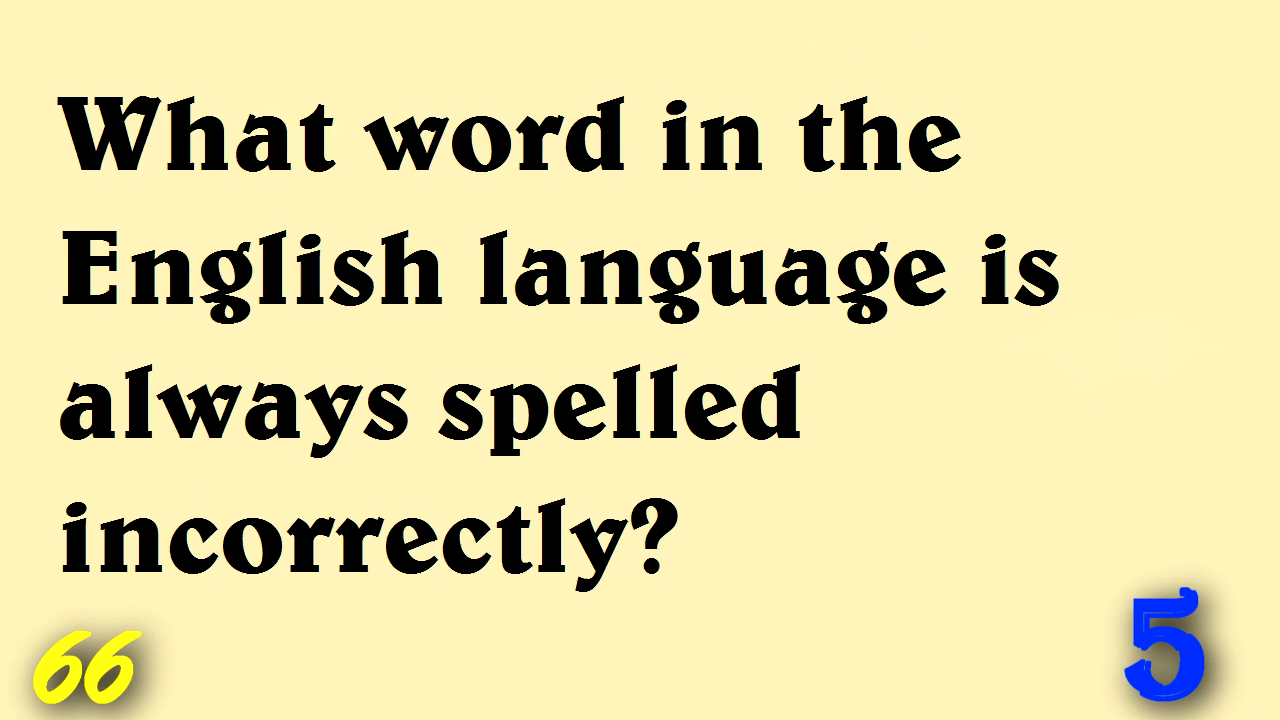 What word in the
English language is
always spelled
incorrectly?
66
5